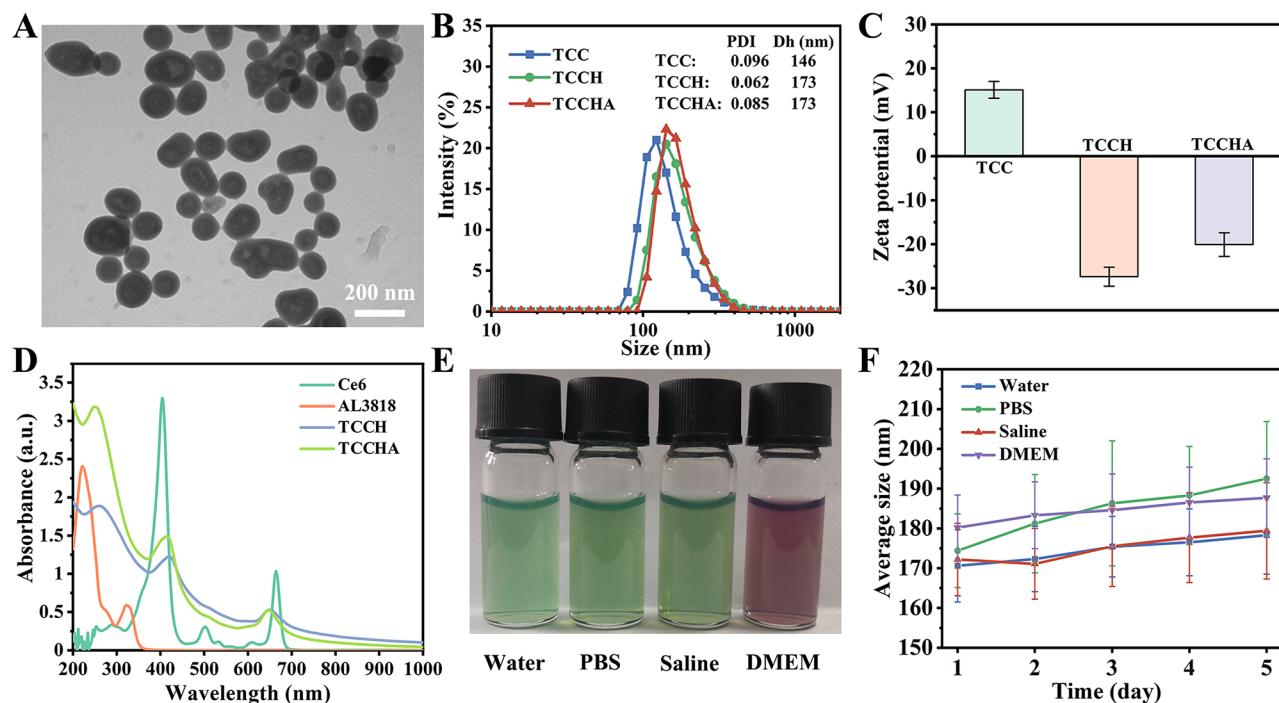 A
200 nm
B
Intensity (%)
35
30
25
20
15
10
5
0
TCC
TCCH
TCCHA
PDI Dh (nm)
TCC: 0.096 146
TCCH: 0.062 173
TCCHA: 0.085 173
10 100 1000
Size (nm)
C
Zeta potential (mV)
30
20
10
0
-10
-20
-30
TCC
TCCH
TCCHA
D
Absorbance (a.u.)
3.5
3
2.5
2
1.5
1
0.5
0
Ce6
AL3818
TCCH
TCCHA
200 300 400 500 600 700 800 900 1000
Wavelength (nm)
E
Water PBS Saline DMEM
F
Average size (nm)
220
210
200
190
180
170
160
150
Water
PBS
Saline
DMEM
1 2 3 4 5
Time (day)